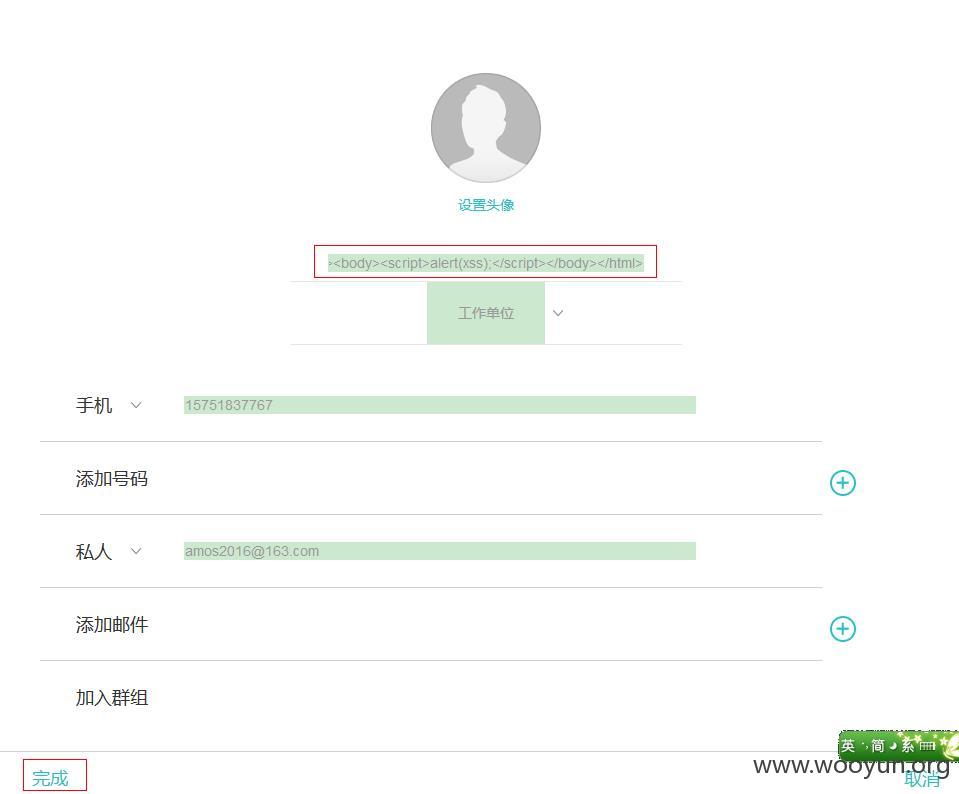 设置头像
><body><script>alert(xss);</script></body></html>
工作单位
手机 15751837767
添加号码
私人 amos2016@163.com
添加邮件
加入群组
英 简 系
www.wooyun.org
完成 取消